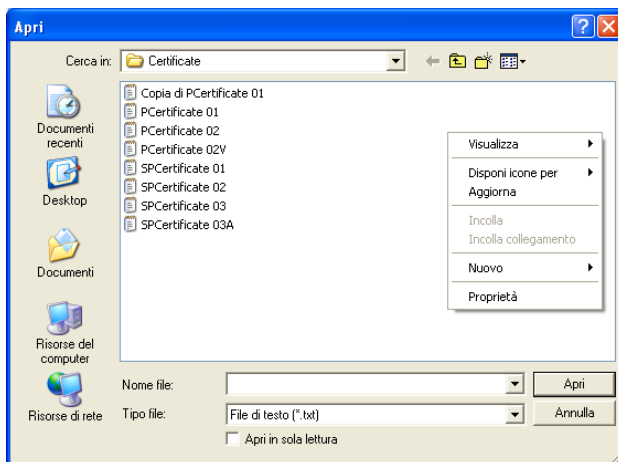 Apri
Cerca in:
Certificate
Documenti
recenti
Desktop
Documenti
Risorse del
computer
Risorse di rete
Copia di PCertificate 01
PCertificate 01
PCertificate 02
PCertificate 02V
SPCertificate 01
SPCertificate 02
SPCertificate 03
SPCertificate 03A
Visualizza
Disponi icone per
Aggiorna
Incolla
Incolla collegamento
Nuovo
Proprietà
Nome file:
Apri
Tipo file:
File di testo (*.txt)
Annulla
Apri in sola lettura